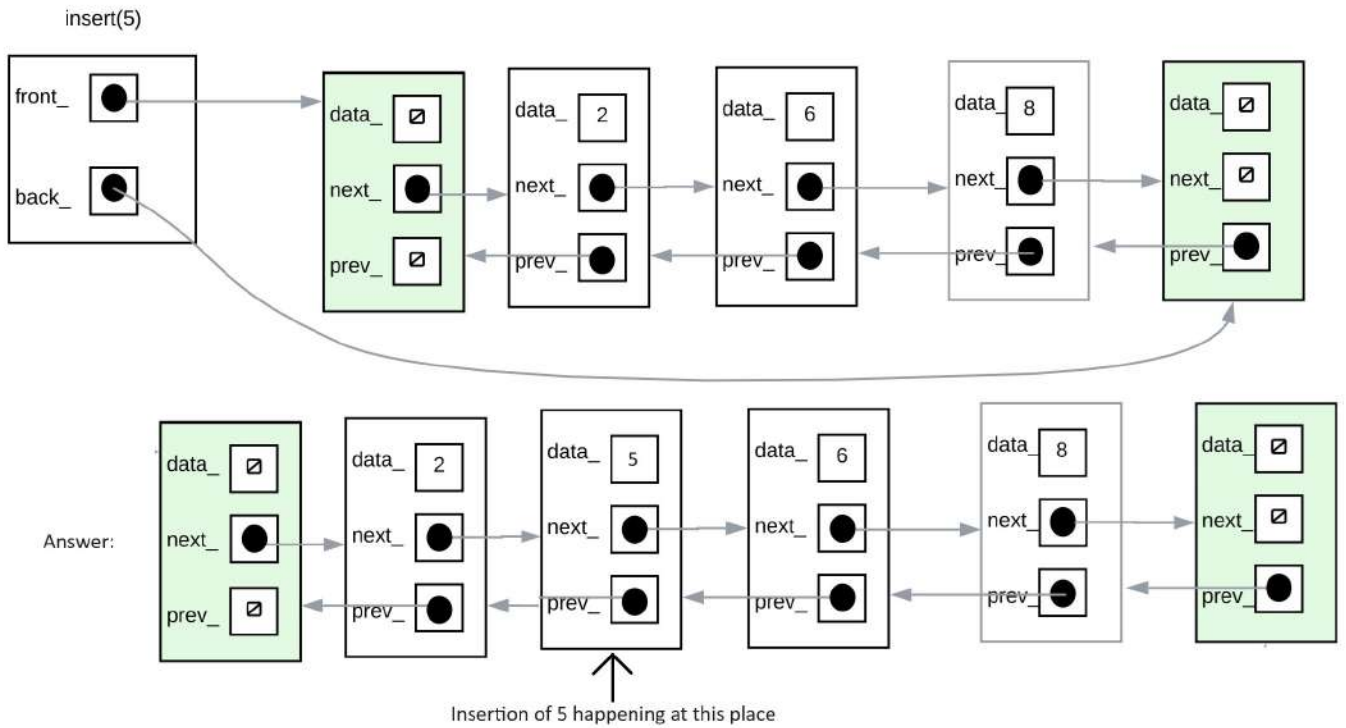 insert(5)
front_
back_
data_
next_
prev_
data_ 2
next_
prev_
data_ 6
next_
prev_
data_ 8
next_
prev_
data_
next_
prev_
Answer:
data_
next_
prev_
data_ 2
next_
prev_
data_ 5
next_
prev_
data_ 6
next_
prev_
data_ 8
next_
prev_
data_
next_
prev_
Insertion of 5 happening at this place